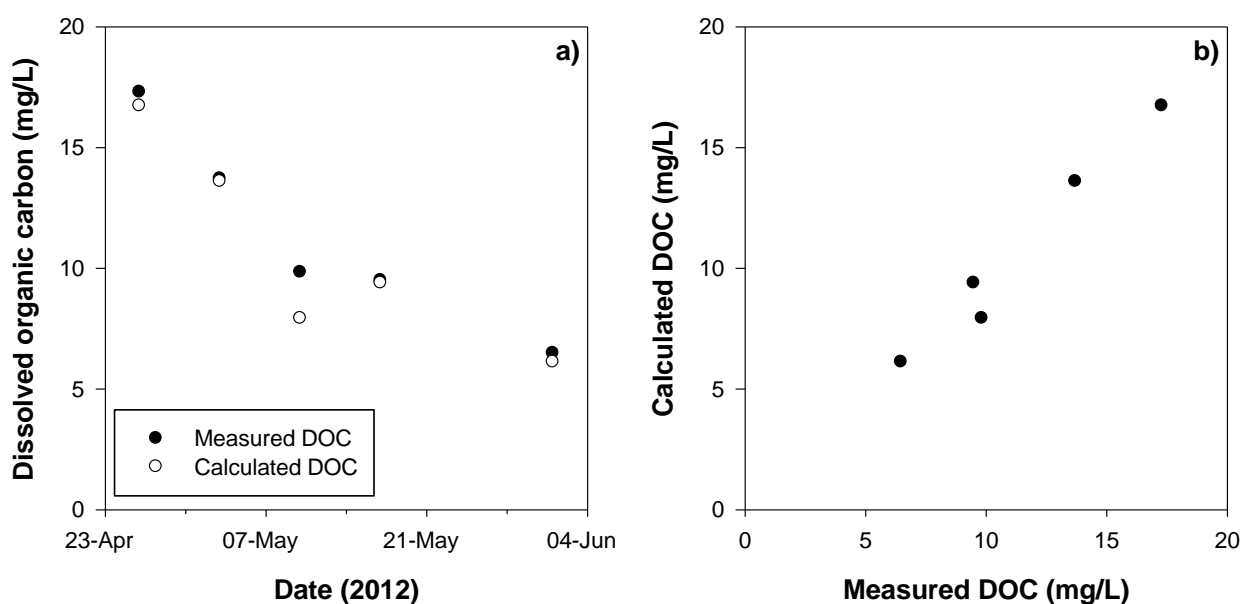 a)
Dissolved organic carbon (mg/L)
20
15
10
5
0
Measured DOC
Calculated DOC
23-Apr 07-May 21-May 04-Jun
Date (2012)
b)
Calculated DOC (mg/L)
20
15
10
5
0
0 5 10 15 20
Measured DOC (mg/L)